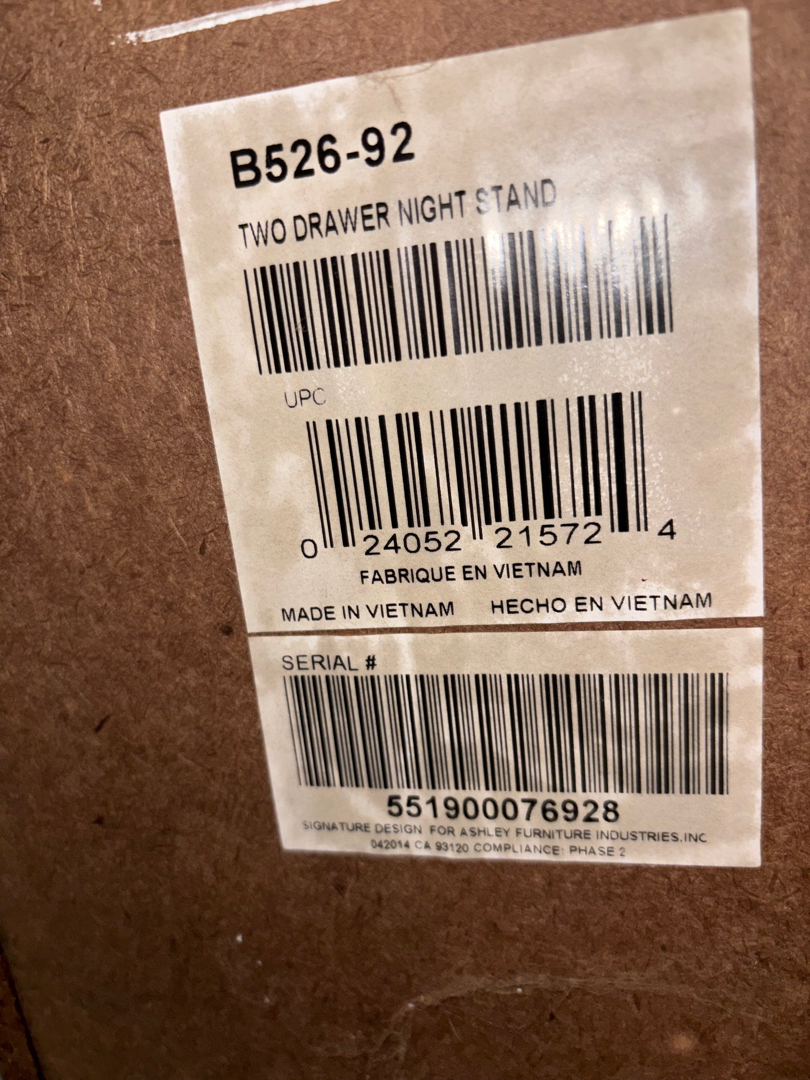 B526-92
TWO DRAWER NIGHT STAND
UPC
0 24052 21572 4
FABRIQUE EN VIETNAM
MADE IN VIETNAM HECHO EN VIETNAM
SERIAL #
551900076928
SIGNATURE DESIGN FOR ASHLEY FURNITURE INDUSTRIES.INC
042014 CA 93120 COMPLIANCE: PHASE 2